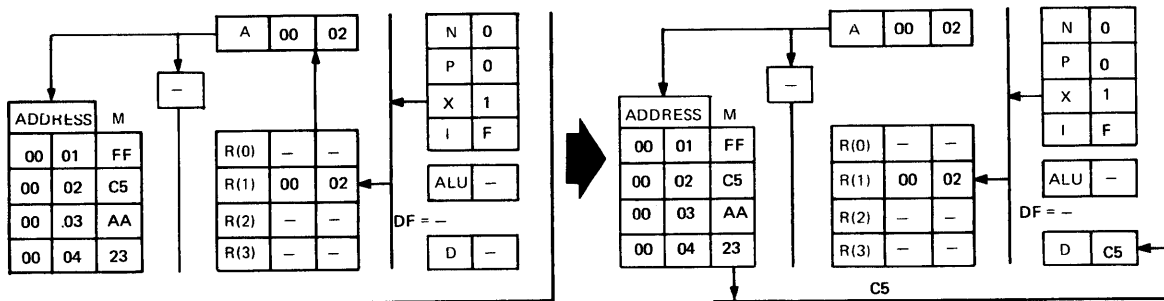 A 00 02
–
ADDRESS M
00 01 FF
00 02 C5
00 .03 AA
00 04 23
R(0) – –
R(1) 00 02
R(2) – –
R(3) – –
N 0
P 0
X 1
I F
ALU –
DF = –
D –
A 00 02
–
ADDRESS M
00 01 FF
00 02 C5
00 03 AA
00 04 23
R(0) – –
R(1) 00 02
R(2) – –
R(3) – –
N 0
P 0
X 1
I F
ALU –
DF = –
D C5
C5